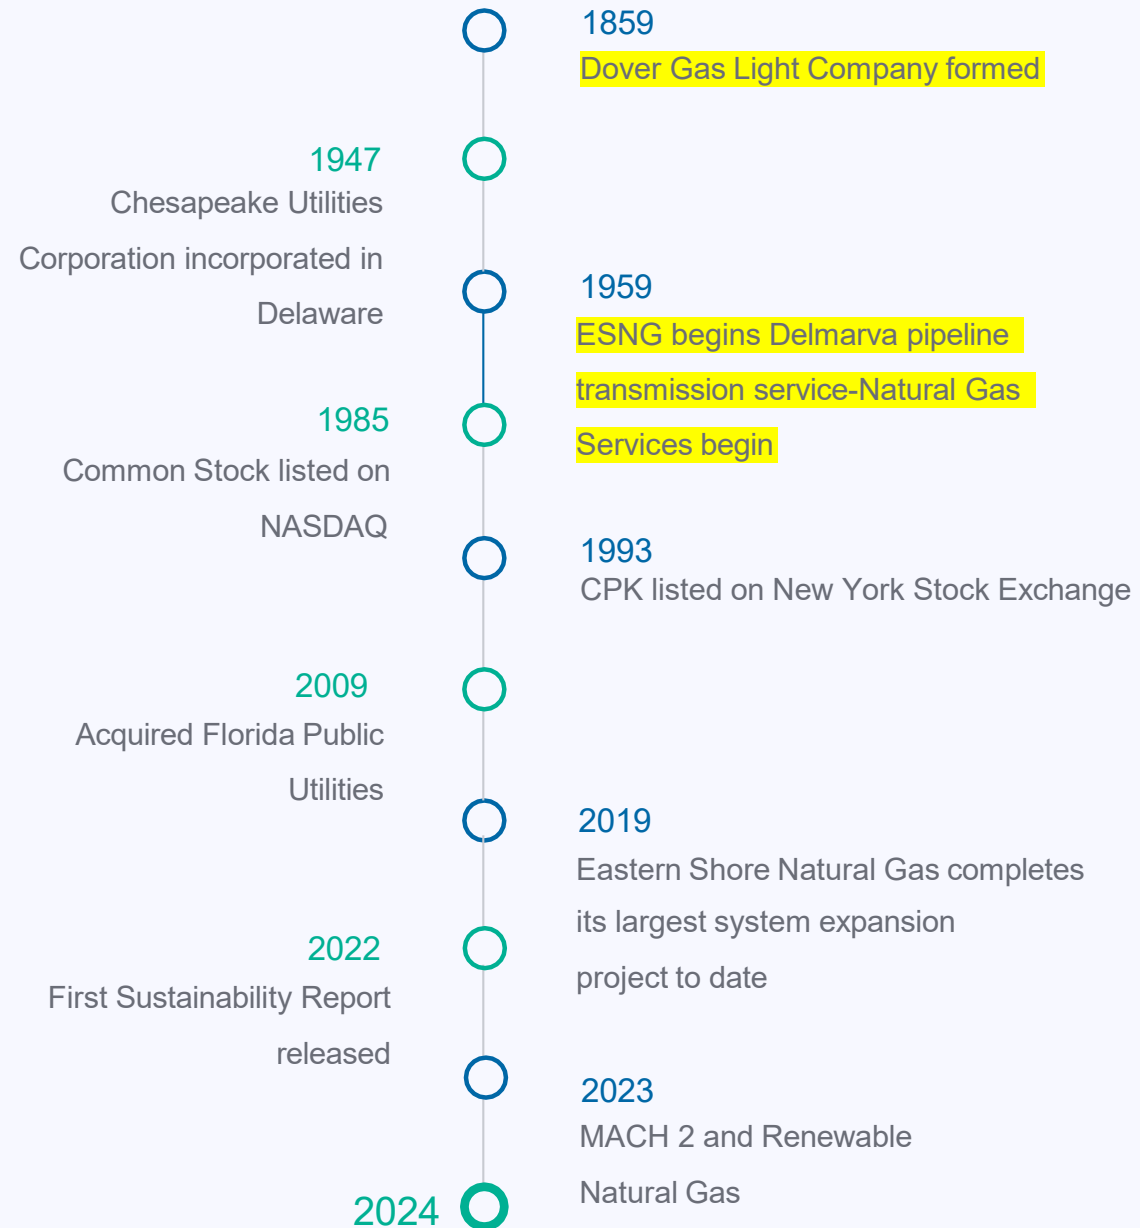 1859
Dover Gas Light Company formed
1947
Chesapeake Utilities
Corporation incorporated in
Delaware
1959
ESNG begins Delmarva pipeline
transmission service-Natural Gas
Services begin
1985
Common Stock listed on
NASDAQ
1993
CPK listed on New York Stock Exchange
2009
Acquired Florida Public
Utilities
2019
Eastern Shore Natural Gas completes
its largest system expansion
project to date
2022
First Sustainability Report
released
2023
MACH 2 and Renewable
Natural Gas
2024